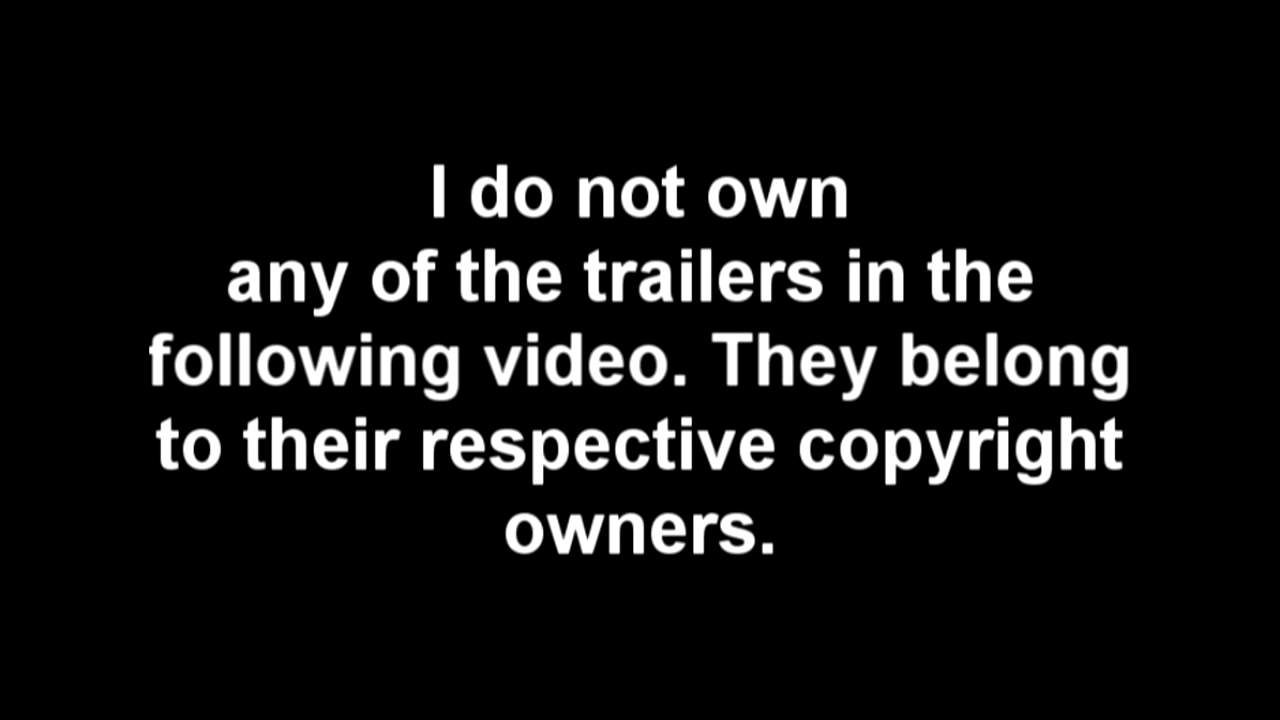 I do not own
any of the trailers in the
following video. They belong
to their respective copyright
owners.